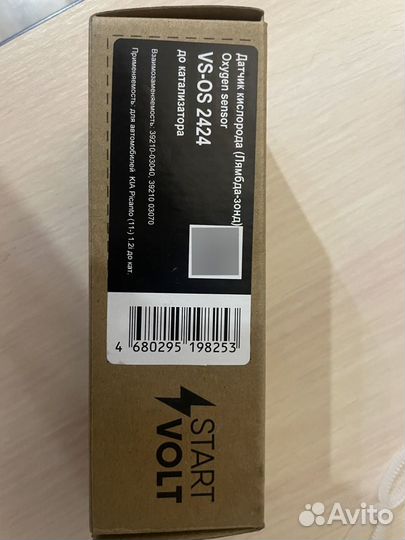 Датчик кислорода (Лямбда-зонд)
Oxygen sensor
VS-OS 2424
до катализатора
Взаимозаменяемость: 39210-03040, 39210 03070
Применяемость: для автомобилей KIA Picanto (11-) 1.2i до кат.
4 680295 198253
START
VOLT
Avito